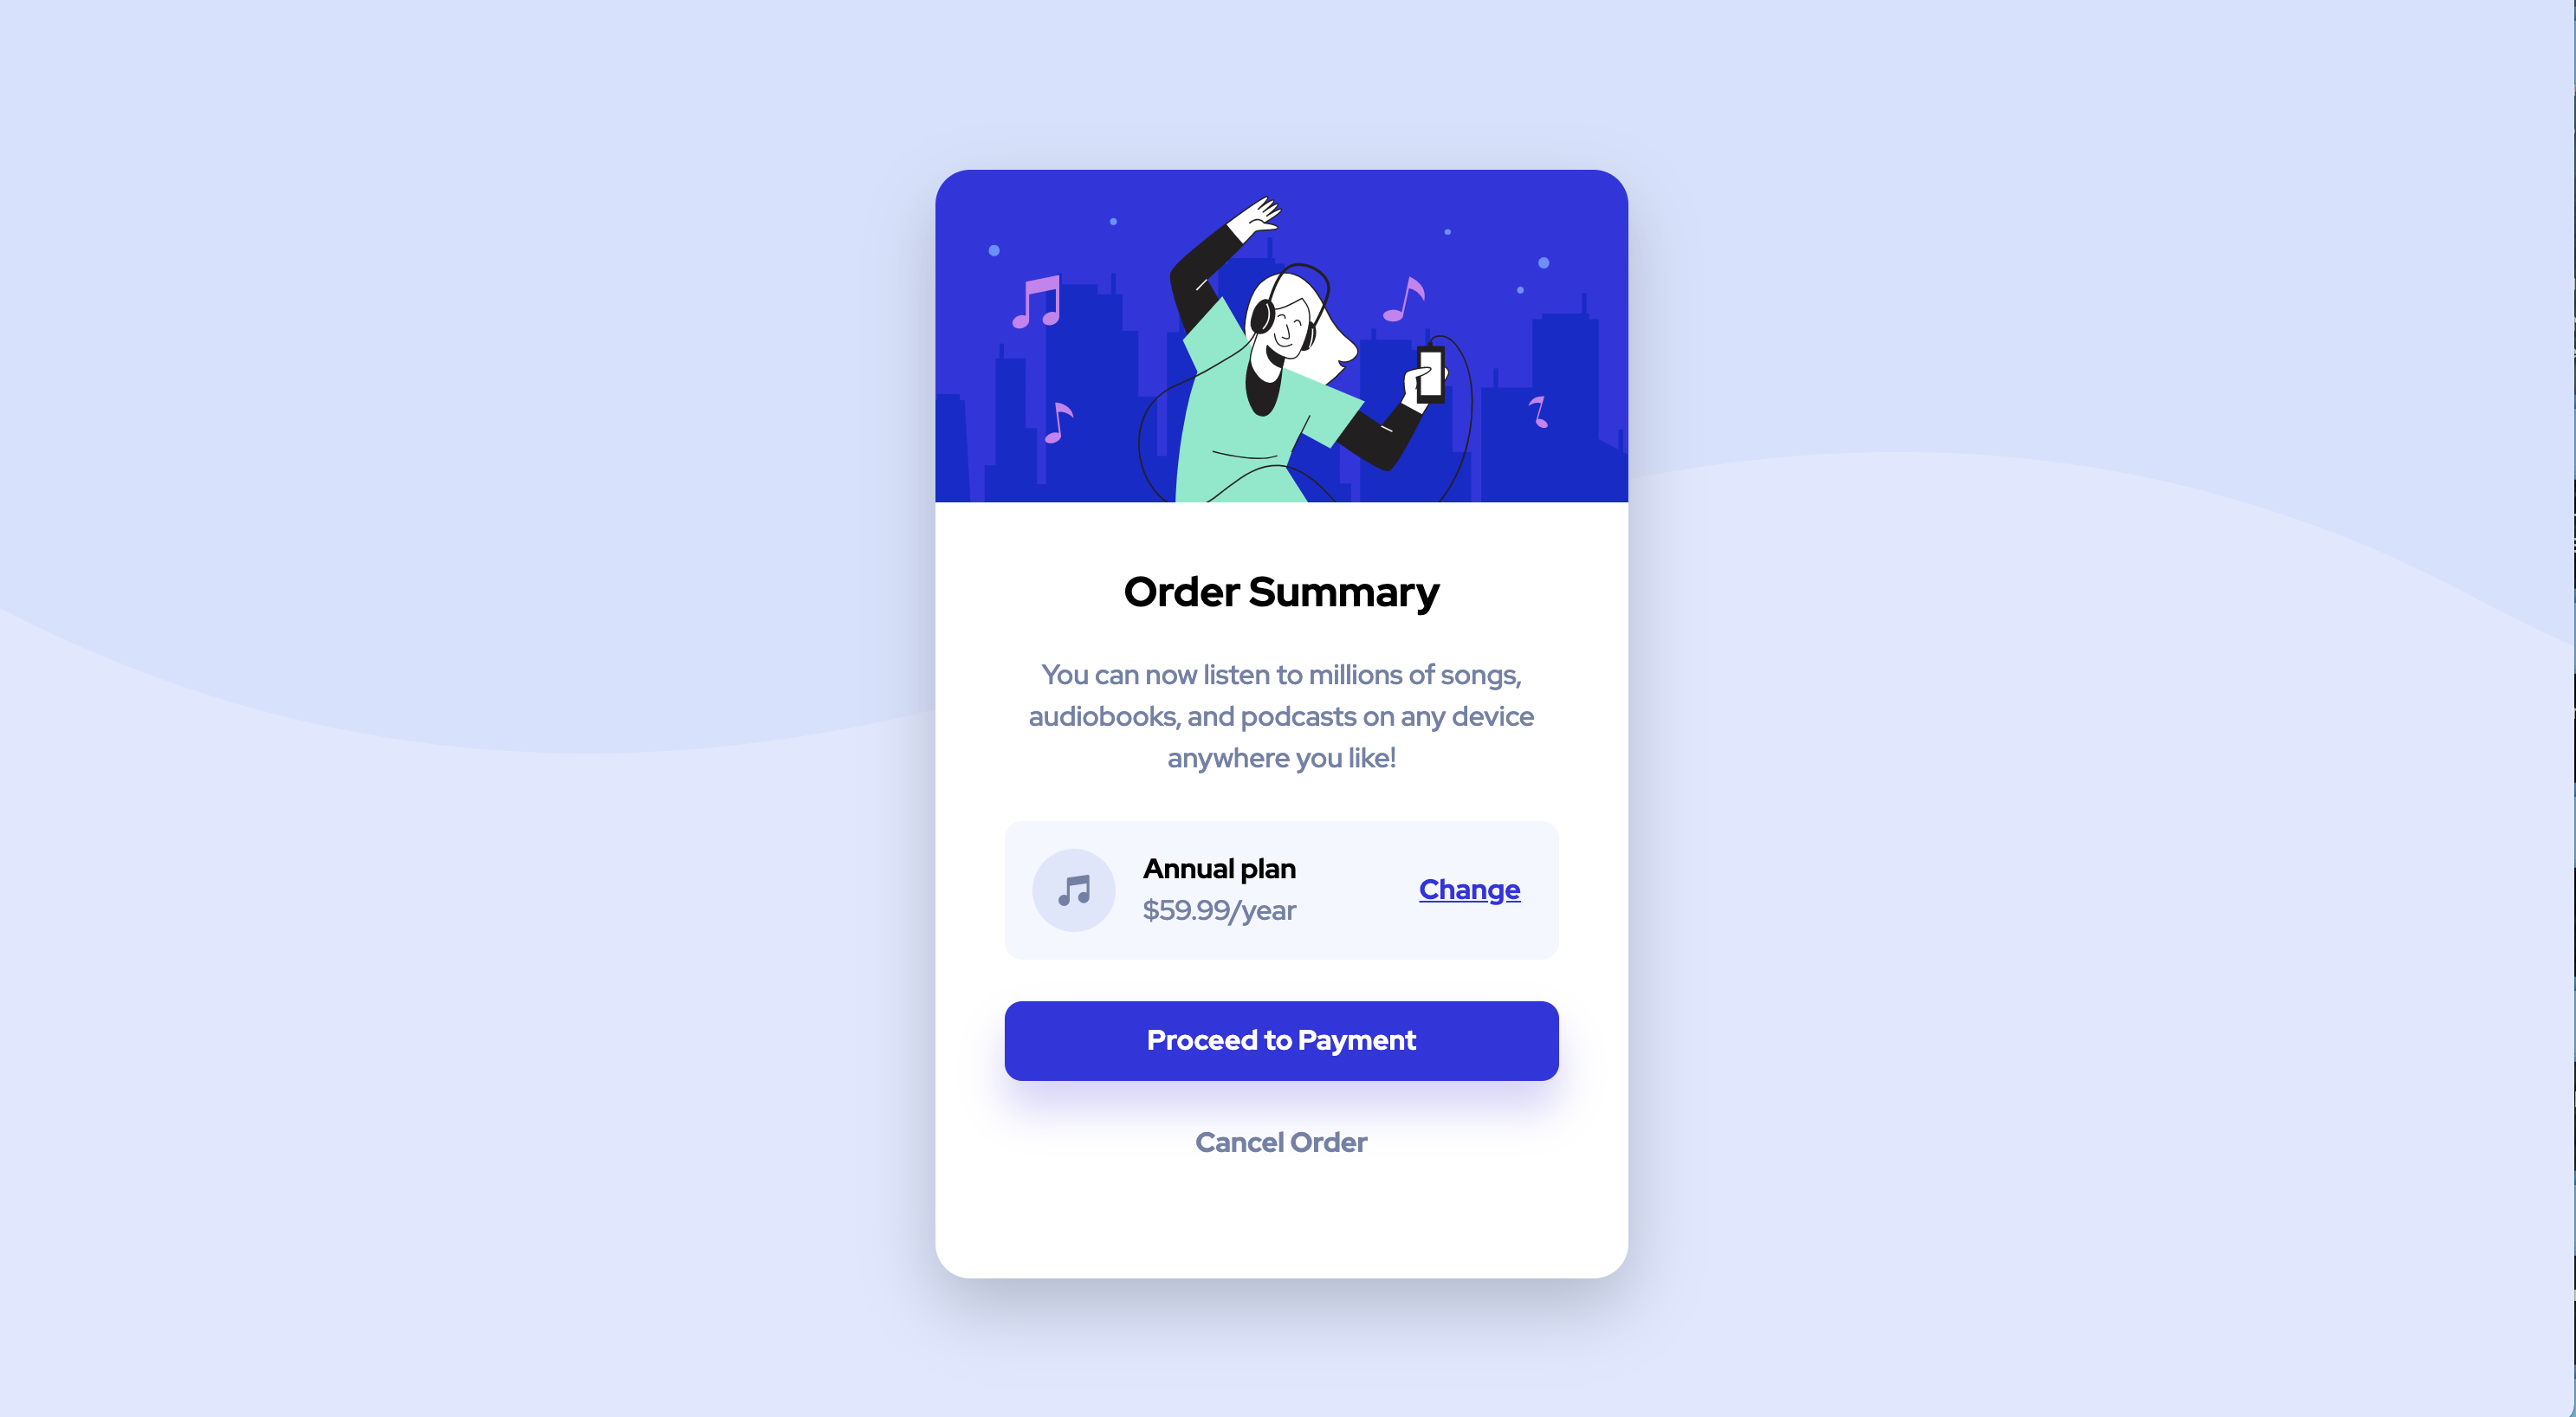 Order Summary
You can now listen to millions of songs,
audiobooks, and podcasts on any device
anywhere you like!
Annual plan
$59.99/year
Change
Proceed to Payment
Cancel Order